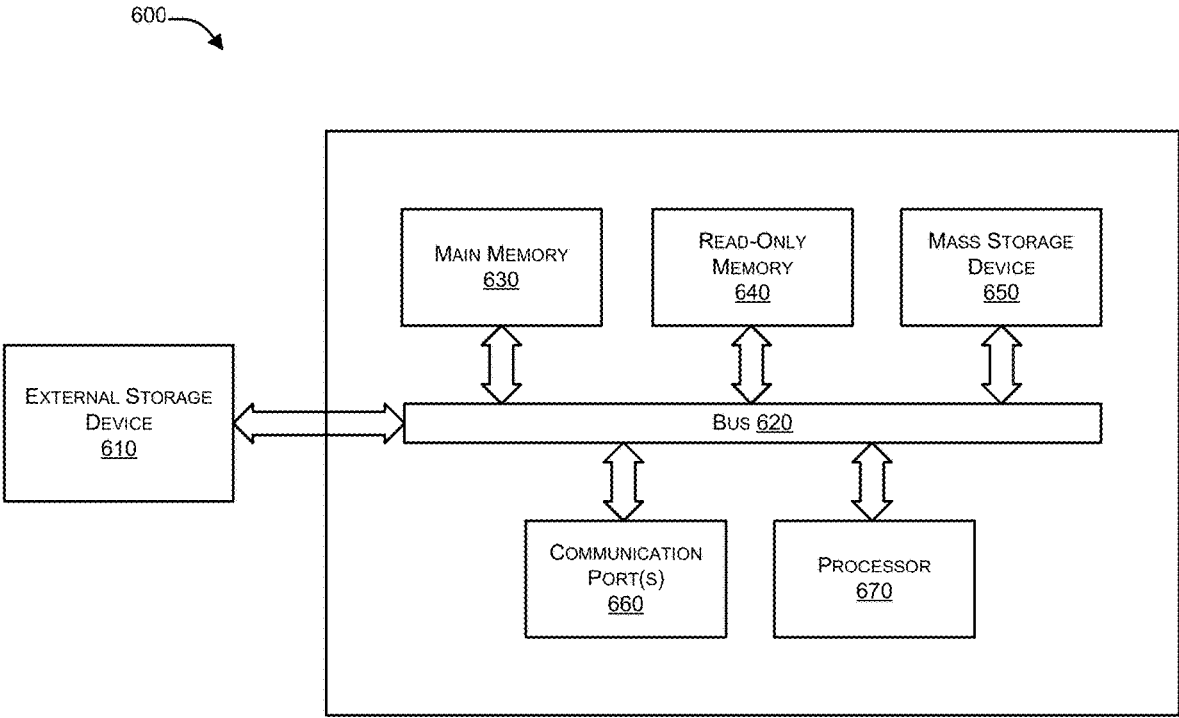 600
MAIN MEMORY
630
READ-ONLY
MEMORY
640
MASS STORAGE
DEVICE
650
EXTERNAL STORAGE
DEVICE
610
BUS 620
COMMUNICATION
PORT(S)
660
PROCESSOR
670